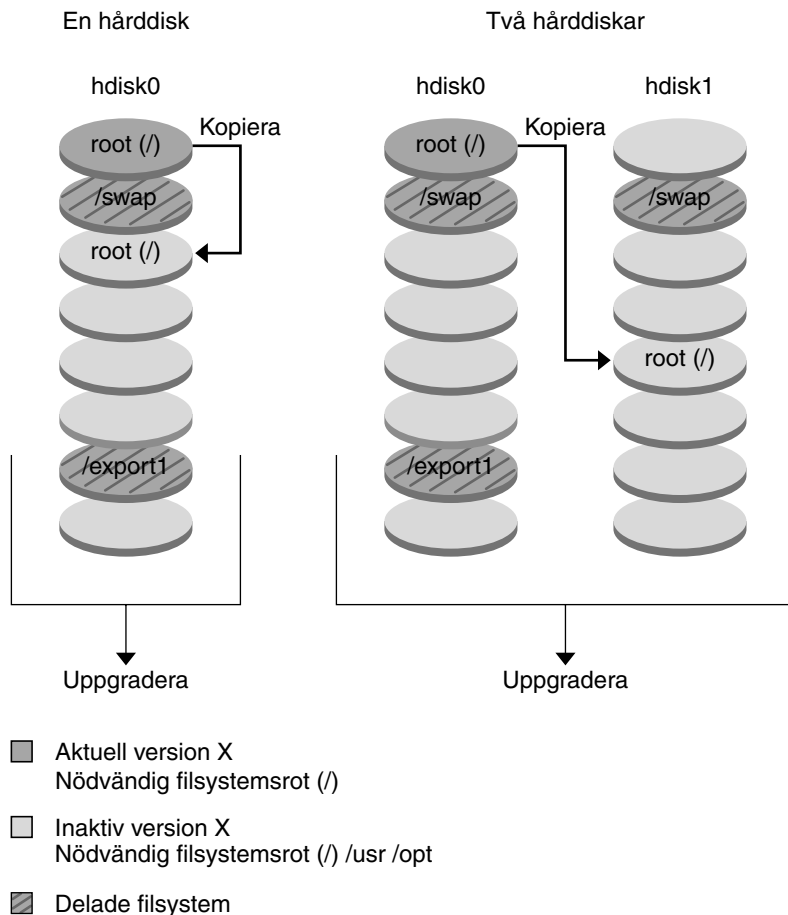 En hårddisk
Två hårddiskar
hdisk0
hdisk0
hdisk1
root (/)
Kopiera
root (/)
Kopiera
/swap
/swap
/swap
root (/)
root (/)
/export1
/export1
Uppgradera
Uppgradera
Aktuell version X
Nödvändig filsystemsrot (/)
Inaktiv version X
Nödvändig filsystemsrot (/) /usr /opt
Delade filsystem